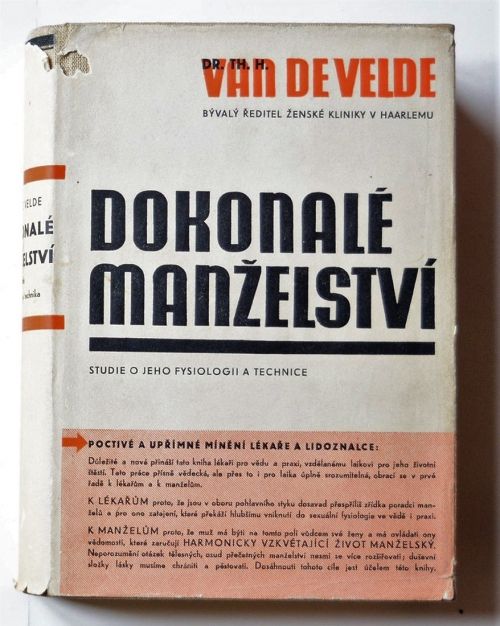 DR. TH. H.
VAN DE VELDE
BÝVALÝ ŘEDITEL ŽENSKÉ KLINIKY V HAARLEMU
DOKONALÉ
MANŽELSTVÍ
STUDIE O JEHO FYSIOLOGII A TECHNICE
POCTIVÉ A UPŘÍMNÉ MÍNĚNÍ LÉKAŘE A LIDOZNALCE:
Důležité a nové přináší tato kniha lékaři pro vědu a praxi, vzdělanému laikovi pro jeho životní
štěstí. Tato práce přísně vědecká, ale přes to i pro laika úplně srozumitelná, obrací se v prvé
řadě k lékařům a k manželům.
K LÉKAŘŮM proto, že jsou v oboru pohlavního styku dosavad přespříliš zřídka poradci man-
želů a pro ono zatajení, které překáží hlubšímu vniknutí do sexuální fysiologie ve vědě i praxi.
K MANŽELŮM proto, že muž má býti na tomto poli vůdcem své ženy a má ovládati ony
vědomosti, které zaručují HARMONICKY VZKVÉTAJÍCÍ ŽIVOT MANŽELSKÝ.
Neporozumění otázek tělesných, osud přečetných manželství nesmí se více rozšiřovati; duševní
složky lásky musíme chrániti a pěstovati. Dosáhnouti tohoto cíle jest účelem této knihy.
VELDE
NALÉ
ELSTVÍ
technika